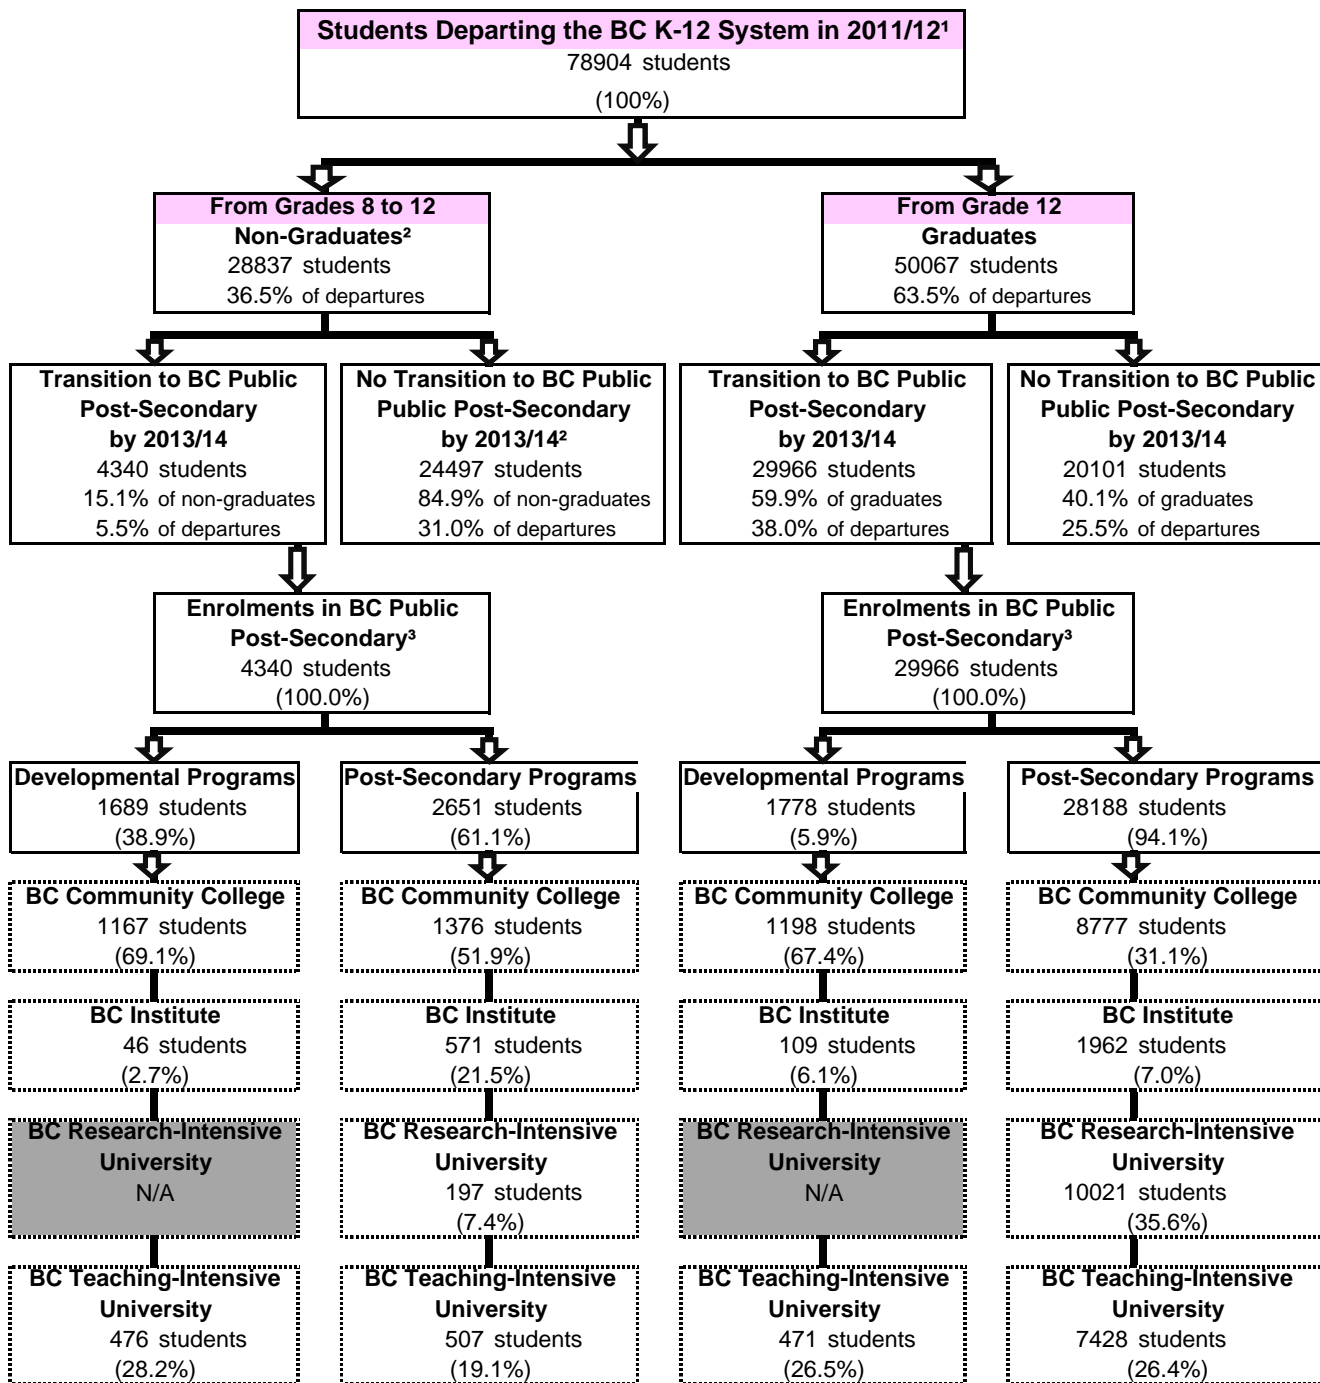 Students Departing the BC K-12 System in 2011/12¹
78904 students
(100%)
From Grades 8 to 12
Non-Graduates²
28837 students
36.5% of departures
From Grade 12
Graduates
50067 students
63.5% of departures
Transition to BC Public
Post-Secondary
by 2013/14
4340 students
15.1% of non-graduates
5.5% of departures
No Transition to BC Public
Public Post-Secondary
by 2013/14²
24497 students
84.9% of non-graduates
31.0% of departures
Transition to BC Public
Post-Secondary
by 2013/14
29966 students
59.9% of graduates
38.0% of departures
No Transition to BC Public
Public Post-Secondary
by 2013/14
20101 students
40.1% of graduates
25.5% of departures
Enrolments in BC Public
Post-Secondary³
4340 students
(100.0%)
Enrolments in BC Public
Post-Secondary³
29966 students
(100.0%)
Developmental Programs
1689 students
(38.9%)
Post-Secondary Programs
2651 students
(61.1%)
Developmental Programs
1778 students
(5.9%)
Post-Secondary Programs
28188 students
(94.1%)
BC Community College
1167 students
(69.1%)
BC Community College
1376 students
(51.9%)
BC Community College
1198 students
(67.4%)
BC Community College
8777 students
(31.1%)
BC Institute
46 students
(2.7%)
BC Institute
571 students
(21.5%)
BC Institute
109 students
(6.1%)
BC Institute
1962 students
(7.0%)
BC Research-Intensive
University
N/A
BC Research-Intensive
University
197 students
(7.4%)
BC Research-Intensive
University
N/A
BC Research-Intensive
University
10021 students
(35.6%)
BC Teaching-Intensive
University
476 students
(28.2%)
BC Teaching-Intensive
University
507 students
(19.1%)
BC Teaching-Intensive
University
471 students
(26.5%)
BC Teaching-Intensive
University
7428 students
(26.4%)